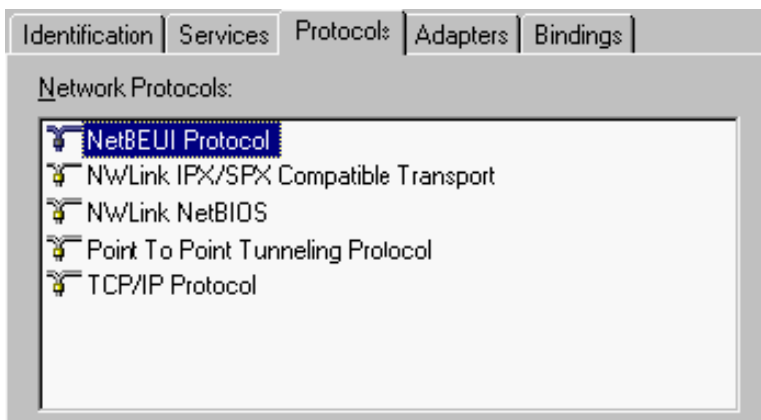 Identification Services Protocols Adapters Bindings
Network Protocols:
NetBEUI Protocol
NWLink IPX/SPX Compatible Transport
NWLink NetBIOS
Point To Point Tunneling Protocol
TCP/IP Protocol